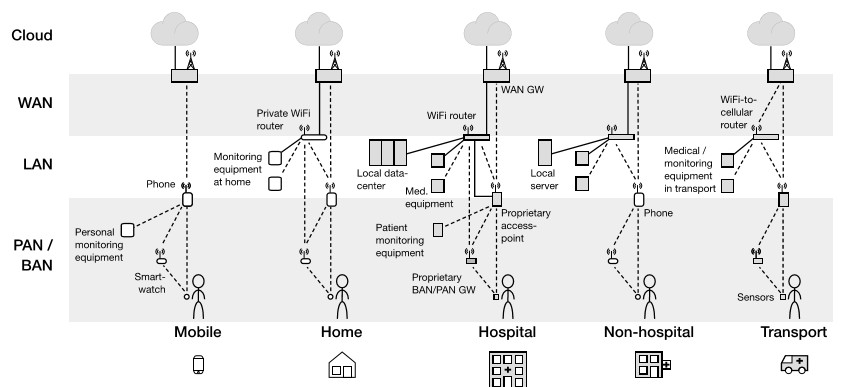 Cloud
WAN
LAN
PAN /
BAN
WAN GW
Private WiFi
router
WiFi router
WiFi-to-
cellular
router
Monitoring
equipment
at home
Local data-
center
Med.
equipment
Local
server
Medical /
monitoring
equipment
in transport
Phone
Personal
monitoring
equipment
Smart-
watch
Patient
monitoring
equipment
Proprietary
access-
point
Proprietary
BAN/PAN GW
Phone
Sensors
Mobile
Home
Hospital
Non-hospital
Transport